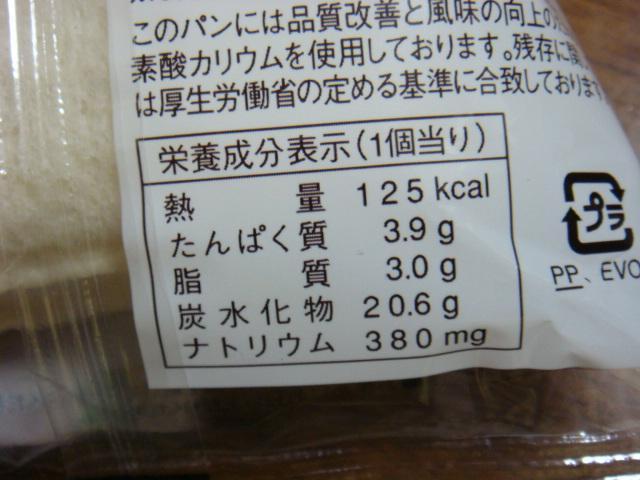 このパンには品質改善と風味の向上の
素酸カリウムを使用しております。残存に
は厚生労働省の定める基準に合致しております
栄養成分表示(1個当り)
熱量 125 kcal
たんぱく質 3.9 g
脂質 3.0 g
炭水化物 20.6 g
ナトリウム 380 mg
プラ
PP、EVO